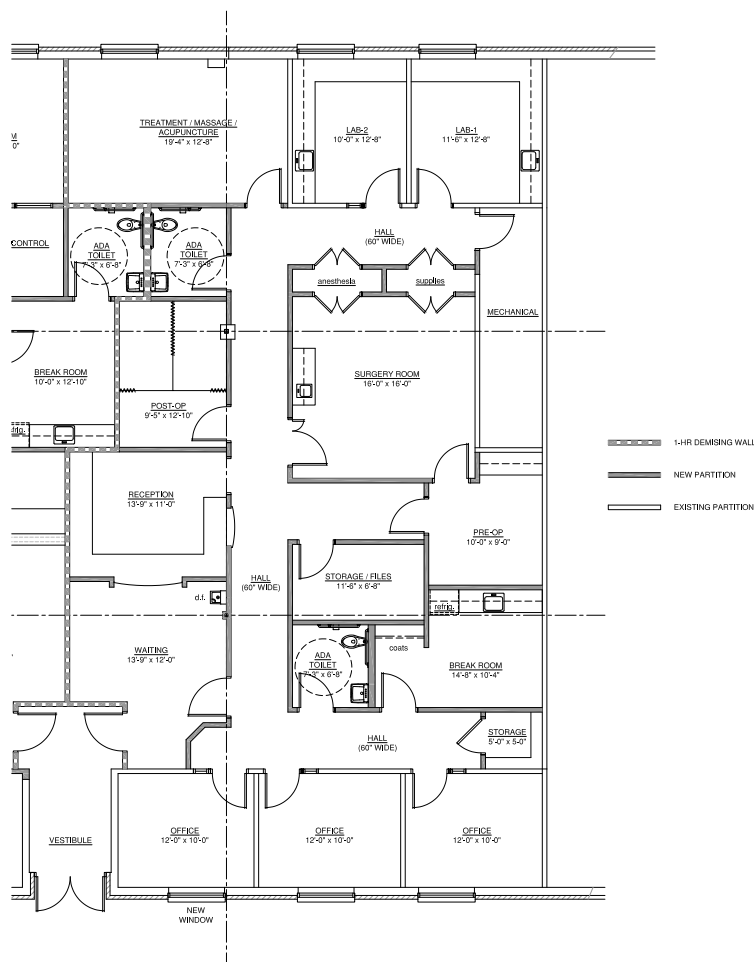 TREATMENT / MASSAGE /
ACUPUNCTURE
19'-4" x 12'-8"
LAB-2
10'-0" x 12'-8"
LAB-1
11'-6" x 12'-8"
CONTROL
ADA
TOILET
7'-3" x 6'-8"
ADA
TOILET
7'-3" x 6'-8"
HALL
(60" WIDE)
anesthesia
supplies
MECHANICAL
BREAK ROOM
10'-0" x 12'-10"
POST-OP
9'-5" x 12'-10"
SURGERY ROOM
16'-0" x 16'-0"
1-HR DEMISING WALL
NEW PARTITION
EXISTING PARTITION
RECEPTION
13'-9" x 11'-0"
PRE-OP
10'-0" x 9'-0"
HALL
(60" WIDE)
STORAGE / FILES
11'-6" x 6'-8"
d.f.
refrig.
WAITING
13'-9" x 12'-0"
ADA
TOILET
7'-3" x 6'-8"
coats
BREAK ROOM
14'-8" x 10'-4"
HALL
(60" WIDE)
STORAGE
5'-0" x 5'-0"
VESTIBULE
OFFICE
12'-0" x 10'-0"
OFFICE
12'-0" x 10'-0"
OFFICE
12'-0" x 10'-0"
NEW
WINDOW